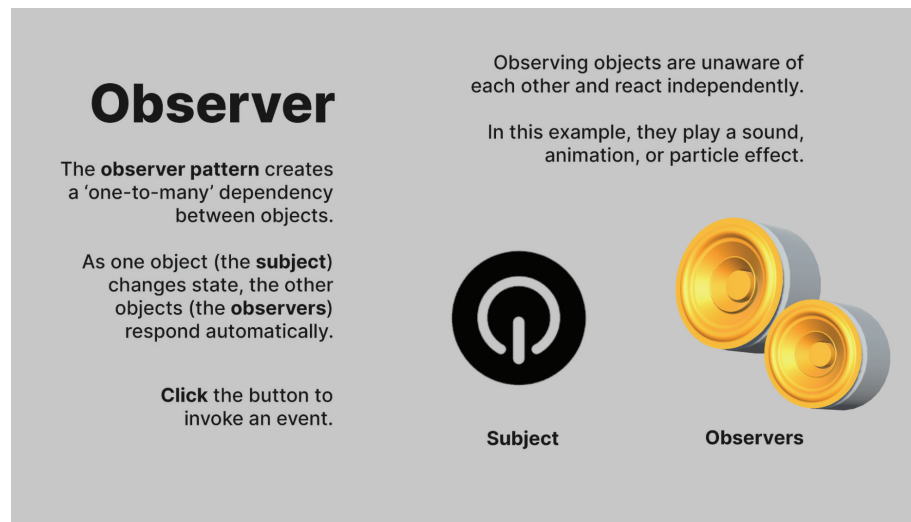 Observer
The observer pattern creates
a ‘one-to-many’ dependency
between objects.
As one object (the subject)
changes state, the other
objects (the observers)
respond automatically.
Click the button to
invoke an event.
Observing objects are unaware of
each other and react independently.
In this example, they play a sound,
animation, or particle effect.
Subject
Observers